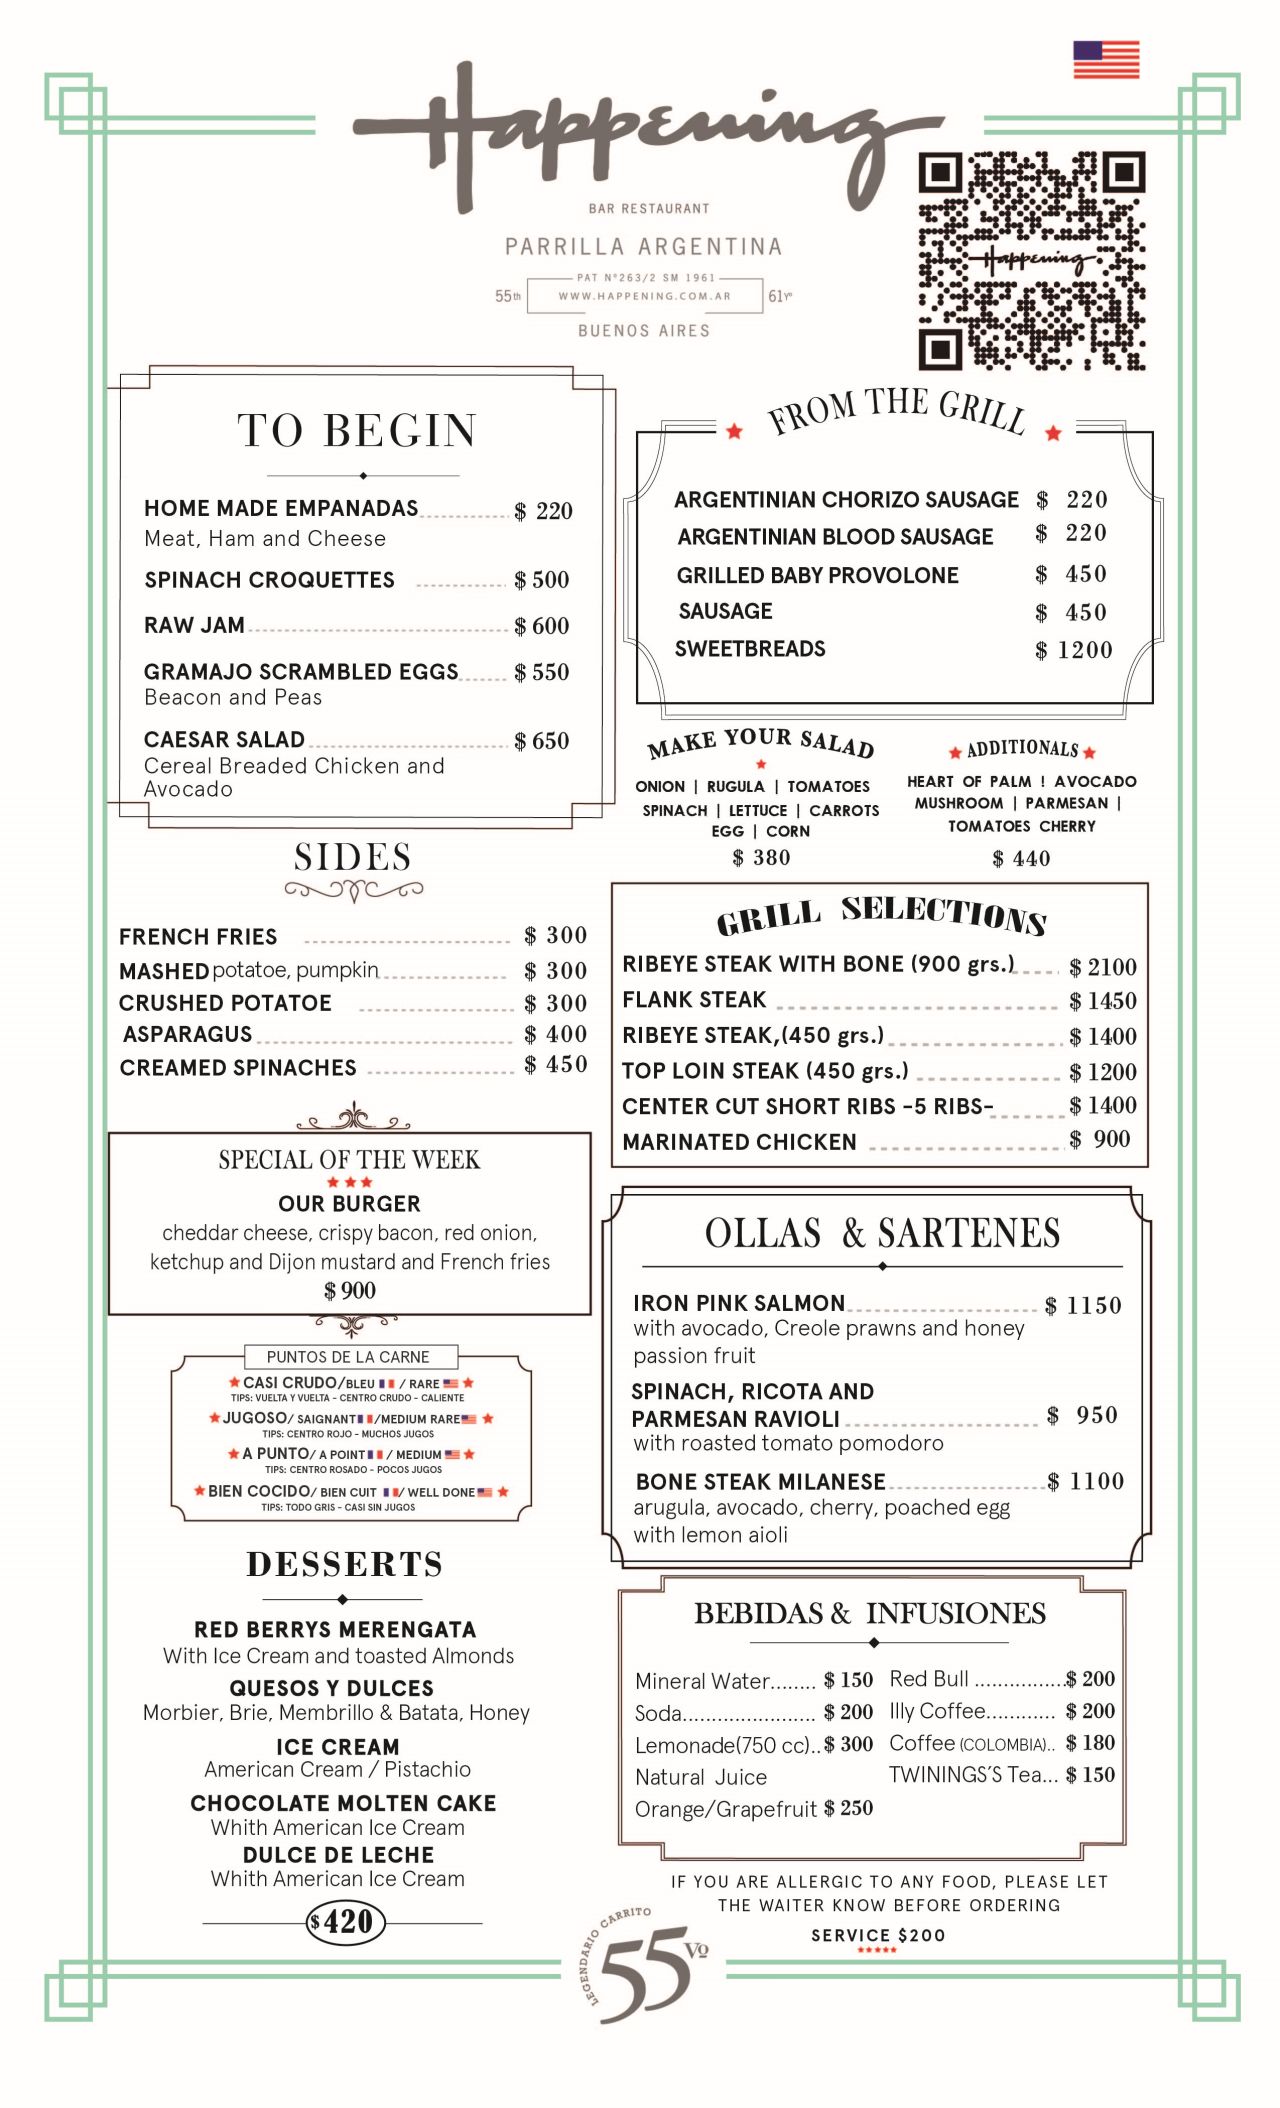 Happening
BAR RESTAURANT
PARRILLA ARGENTINA
PAT N°263/2 SM 1961
55th
WWW.HAPPENING.COM.AR
61yº
BUENOS AIRES
Happening
TO BEGIN
HOME MADE EMPANADAS $ 220
Meat, Ham and Cheese
SPINACH CROQUETTES $ 500
RAW JAM $ 600
GRAMAJO SCRAMBLED EGGS $ 550
Beacon and Peas
CAESAR SALAD $ 650
Cereal Breaded Chicken and
Avocado
FROM THE GRILL
ARGENTINIAN CHORIZO SAUSAGE $ 220
ARGENTINIAN BLOOD SAUSAGE $ 220
GRILLED BABY PROVOLONE $ 450
SAUSAGE $ 450
SWEETBREADS $ 1200
MAKE YOUR SALAD
ONION | RUGULA | TOMATOES
SPINACH | LETTUCE | CARROTS
EGG | CORN
$ 380
ADDITIONALS
HEART OF PALM ! AVOCADO
MUSHROOM | PARMESAN |
TOMATOES CHERRY
$ 440
SIDES
FRENCH FRIES $ 300
MASHED potatoe, pumpkin $ 300
CRUSHED POTATOE $ 300
ASPARAGUS $ 400
CREAMED SPINACHES $ 450
GRILL SELECTIONS
RIBEYE STEAK WITH BONE (900 grs.) $ 2100
FLANK STEAK $ 1450
RIBEYE STEAK,(450 grs.) $ 1400
TOP LOIN STEAK (450 grs.) $ 1200
CENTER CUT SHORT RIBS -5 RIBS- $ 1400
MARINATED CHICKEN $ 900
SPECIAL OF THE WEEK
OUR BURGER
cheddar cheese, crispy bacon, red onion,
ketchup and Dijon mustard and French fries
$ 900
PUNTOS DE LA CARNE
CASI CRUDO/BLEU / RARE
TIPS: VUELTA Y VUELTA - CENTRO CRUDO - CALIENTE
JUGOSO/ SAIGNANT /MEDIUM RARE
TIPS: CENTRO ROJO - MUCHOS JUGOS
A PUNTO/ A POINT / MEDIUM
TIPS: CENTRO ROSADO - POCOS JUGOS
BIEN COCIDO/ BIEN CUIT / WELL DONE
TIPS: TODO GRIS - CASI SIN JUGOS
OLLAS & SARTENES
IRON PINK SALMON $ 1150
with avocado, Creole prawns and honey
passion fruit
SPINACH, RICOTA AND
PARMESAN RAVIOLI $ 950
with roasted tomato pomodoro
BONE STEAK MILANESE $ 1100
arugula, avocado, cherry, poached egg
with lemon aioli
DESSERTS
RED BERRYS MERENGATA
With Ice Cream and toasted Almonds
QUESOS Y DULCES
Morbier, Brie, Membrillo & Batata, Honey
ICE CREAM
American Cream / Pistachio
CHOCOLATE MOLTEN CAKE
Whith American Ice Cream
DULCE DE LECHE
Whith American Ice Cream
$ 420
BEBIDAS & INFUSIONES
Mineral Water........ $ 150
Soda....................... $ 200
Lemonade(750 cc).. $ 300
Natural Juice
Orange/Grapefruit $ 250
Red Bull ................$ 200
Illy Coffee............ $ 200
Coffee (COLOMBIA).. $ 180
TWININGS'S Tea... $ 150
IF YOU ARE ALLERGIC TO ANY FOOD, PLEASE LET
THE WAITER KNOW BEFORE ORDERING
SERVICE $200
LEGENDARIO CARRITO
55 Vº